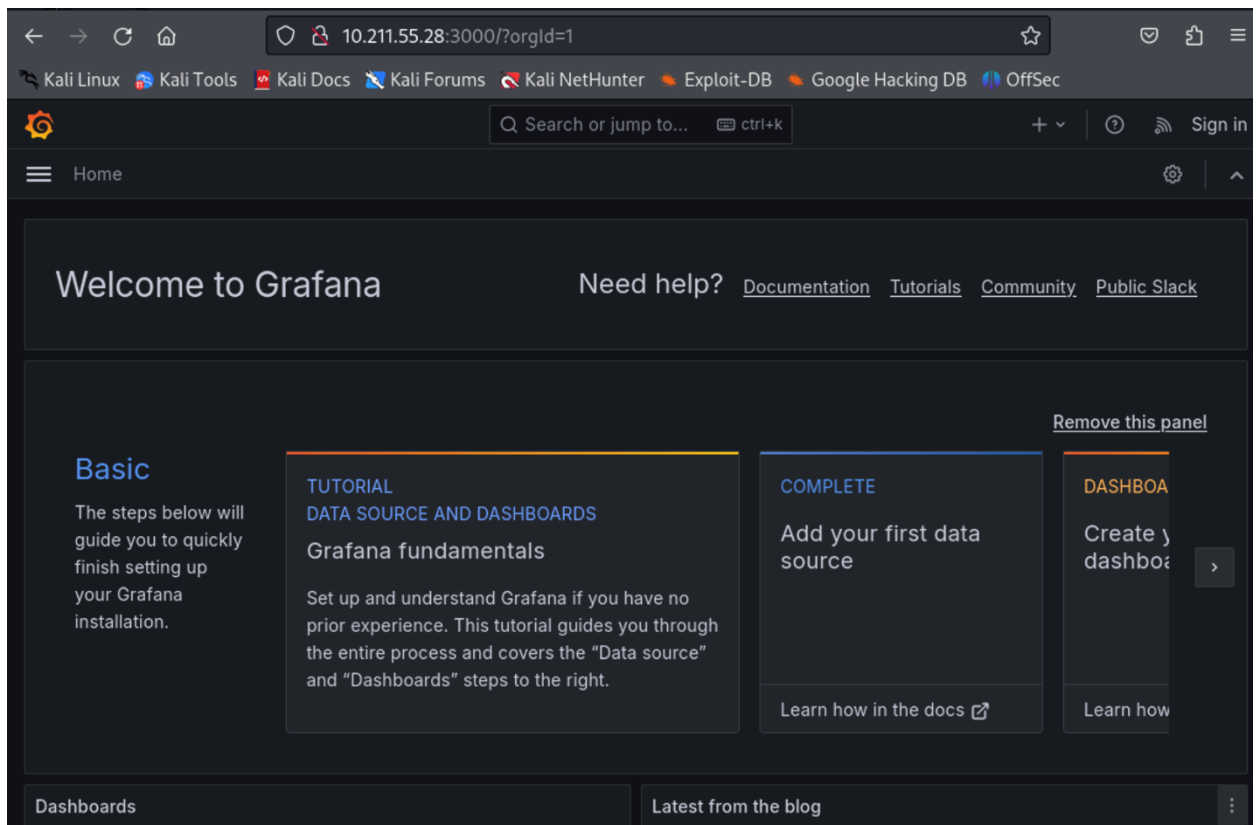 10.211.55.28:3000/?orgId=1
Kali Linux Kali Tools Kali Docs Kali Forums Kali NetHunter Exploit-DB Google Hacking DB OffSec
Search or jump to... ctrl+k Sign in
Home
Welcome to Grafana
Need help? Documentation Tutorials Community Public Slack
Remove this panel
Basic
The steps below will
guide you to quickly
finish setting up
your Grafana
installation.
TUTORIAL
DATA SOURCE AND DASHBOARDS
Grafana fundamentals
Set up and understand Grafana if you have no
prior experience. This tutorial guides you through
the entire process and covers the “Data source”
and “Dashboards” steps to the right.
COMPLETE
Add your first data
source
Learn how in the docs
DASHBOA
Create y
dashboa
Learn how
Dashboards
Latest from the blog